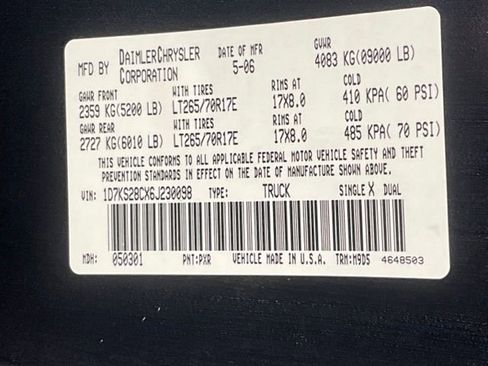 MFD BY DAIMLERCHRYSLER CORPORATION DATE OF MFR 5-06 GVWR 4083 KG(09000 LB)
GAWR FRONT WITH TIRES RIMS AT COLD
2359 KG(5200 LB) LT265/70R17E 17X8.0 410 KPA( 60 PSI)
GAWR REAR WITH TIRES RIMS AT COLD
2727 KG(6010 LB) LT265/70R17E 17X8.0 485 KPA( 70 PSI)
THIS VEHICLE CONFORMS TO ALL APPLICABLE FEDERAL MOTOR VEHICLE SAFETY AND THEFT
PREVENTION STANDARDS IN EFFECT ON THE DATE OF MANUFACTURE SHOWN ABOVE.
VIN: 1D7KS28CX6J230098 TYPE: TRUCK SINGLE X DUAL
MDH: 050301 PNT:PXR VEHICLE MADE IN U.S.A. TRM:M9D5 4648503